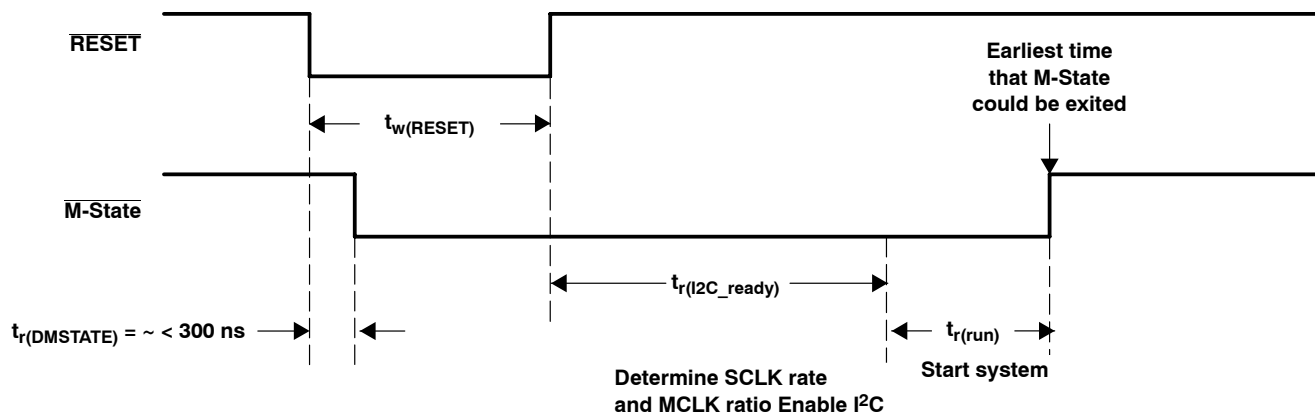 RESET
Earliest time
that M-State
could be exited
tw(RESET)
M-State
tr(I2C_ready)
tr(DMSTATE) = ~ < 300 ns
tr(run)
Start system
Determine SCLK rate
and MCLK ratio Enable I²C